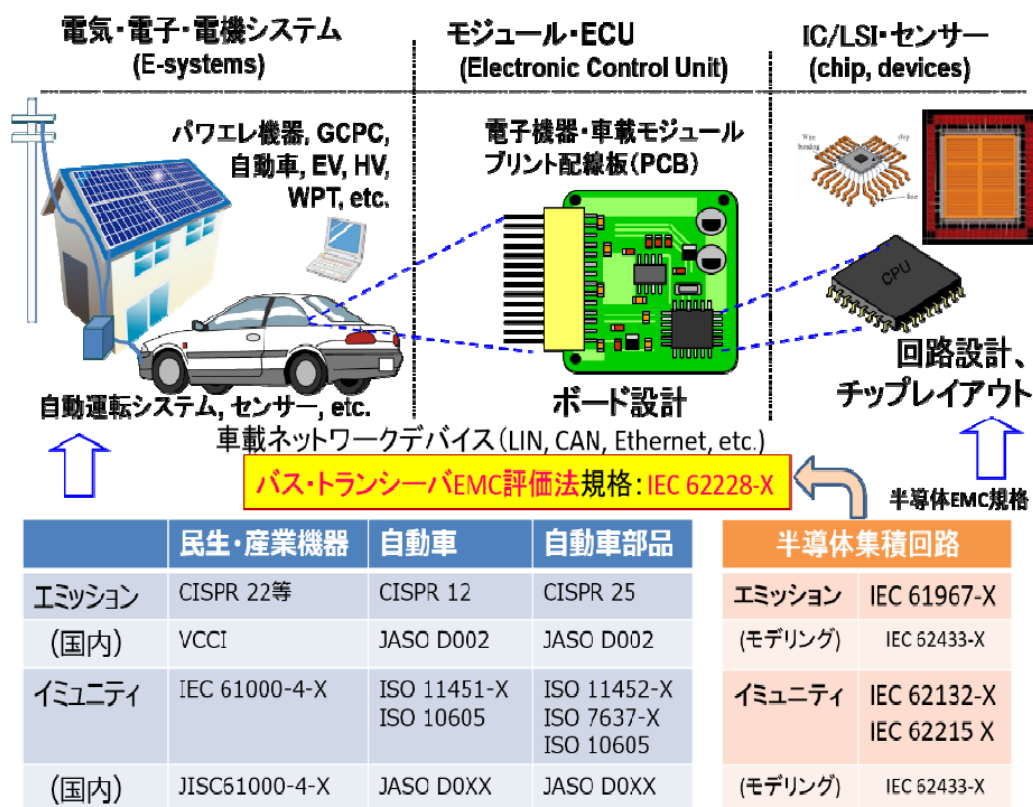 電気・電子・電機システム
(E-systems)
モジュール・ECU
(Electronic Control Unit)
IC/LSI・センサー
(chip, devices)
パワエレ機器, GCPC,
自動車, EV, HV,
WPT, etc.
電子機器・車載モジュール
プリント配線板(PCB)
Wire
bonding
chip
CPU
自動運転システム, センサー, etc.
ボード設計
回路設計、
チップレイアウト
車載ネットワークデバイス(LIN, CAN, Ethernet, etc.)
バス・トランシーバEMC評価法規格: IEC 62228-X
半導体EMC規格
民生・産業機器 自動車 自動車部品
エミッション CISPR 22等 CISPR 12 CISPR 25
(国内) VCCI JASO D002 JASO D002
イミュニティ IEC 61000-4-X ISO 11451-X ISO 11452-X
ISO 10605 ISO 7637-X
ISO 10605
(国内) JISC61000-4-X JASO D0XX JASO D0XX
半導体集積回路
エミッション IEC 61967-X
(モデリング) IEC 62433-X
イミュニティ IEC 62132-X
IEC 62215 X
(モデリング) IEC 62433-X